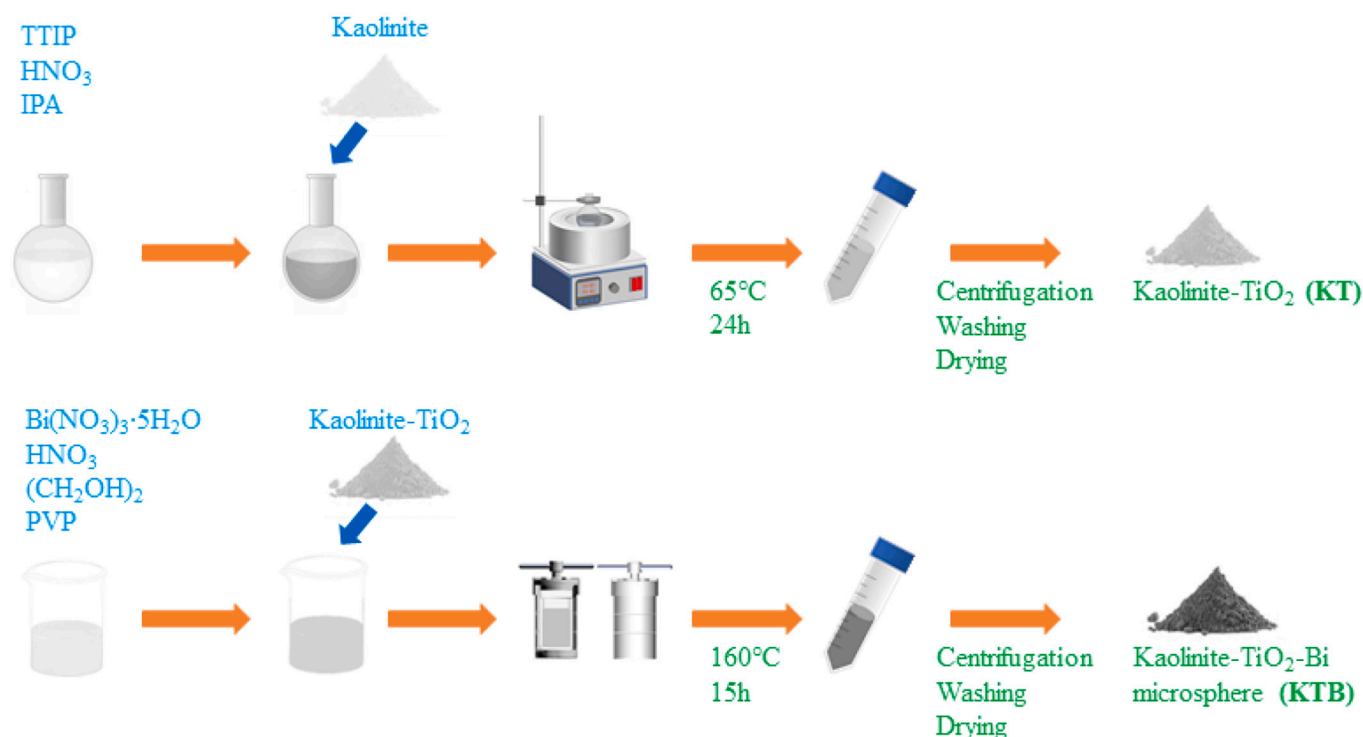 TTIP
HNO₃
IPA
Kaolinite
65℃
24h
Centrifugation
Washing
Drying
Kaolinite-TiO₂ (KT)
Bi(NO₃)₃·5H₂O
HNO₃
(CH₂OH)₂
PVP
Kaolinite-TiO₂
160℃
15h
Centrifugation
Washing
Drying
Kaolinite-TiO₂-Bi
microsphere (KTB)